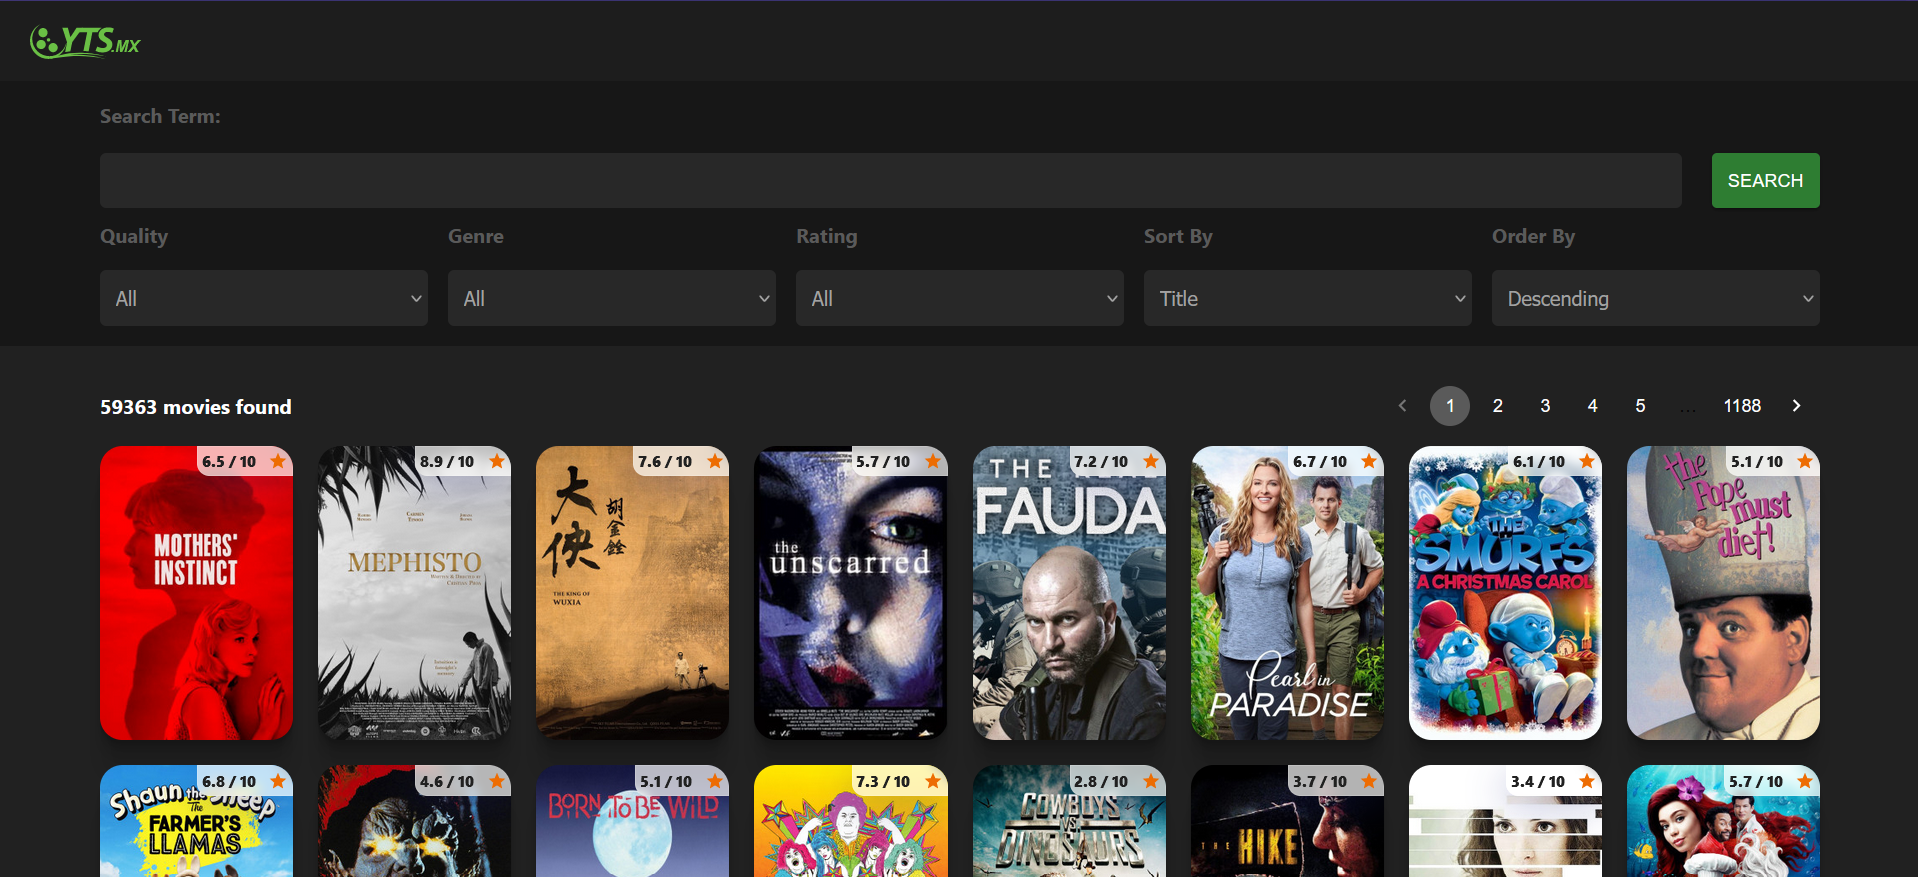 YTS.MX
Search Term:
SEARCH
Quality
Genre
Rating
Sort By
Order By
All
All
All
Title
Descending
59363 movies found
1
2
3
4
5
...
1188
6.5 / 10
MOTHERS'
INSTINCT
8.9 / 10
MEPHISTO
7.6 / 10
大俠
胡金銓
THE KING OF
WUXIA
5.7 / 10
the
unscarred
7.2 / 10
THE
FAUDA
6.7 / 10
Pearl in
PARADISE
6.1 / 10
THE
SMURFS
A CHRISTMAS CAROL
5.1 / 10
the
Pope
must
diet!
6.8 / 10
Shaun the Sheep
The
FARMER'S
LLAMAS
4.6 / 10
5.1 / 10
BORN TO BE WILD
7.3 / 10
2.8 / 10
COWBOYS
VS
DINOSAURS
3.7 / 10
THE HIKE
3.4 / 10
5.7 / 10